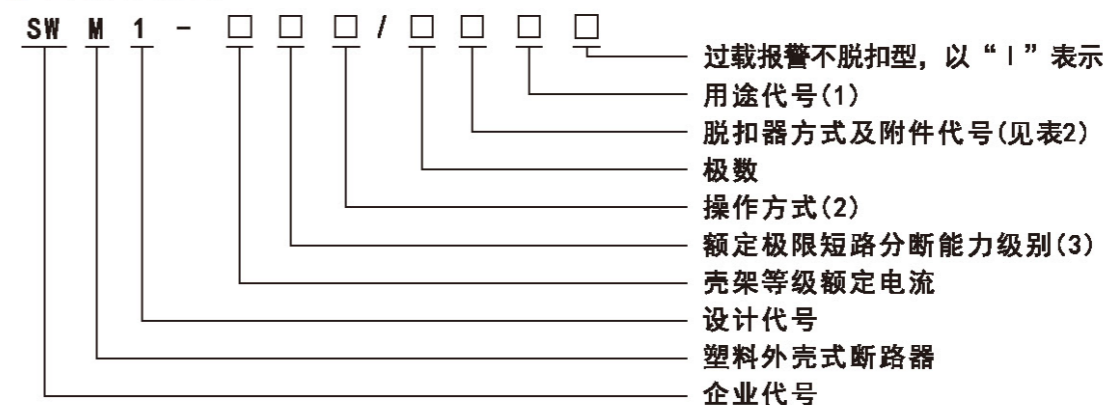 SW M 1 - □ □ □ / □ □ □ □
过载报警不脱扣型，以“I”表示
用途代号(1)
脱扣器方式及附件代号(见表2)
极数
操作方式(2)
额定极限短路分断能力级别(3)
壳架等级额定电流
设计代号
塑料外壳式断路器
企业代号